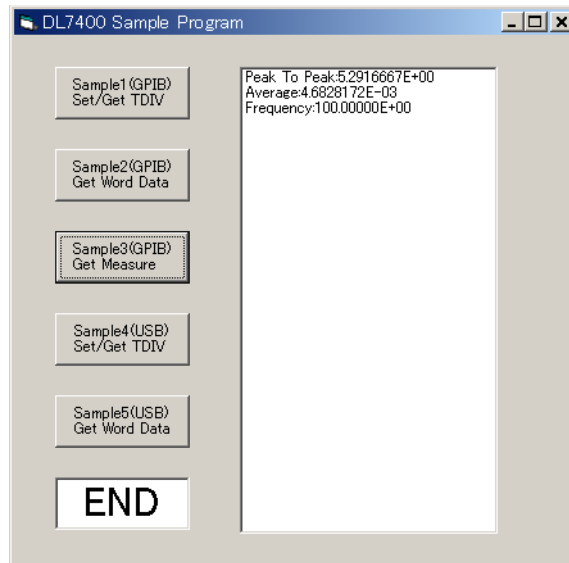 DL7400 Sample Program
Sample1(GPIB)
Set/Get TDIV
Sample2(GPIB)
Get Word Data
Sample3(GPIB)
Get Measure
Sample4(USB)
Set/Get TDIV
Sample5(USB)
Get Word Data
END
Peak To Peak:5.2916667E+00
Average:4.6828172E-03
Frequency:100.00000E+00